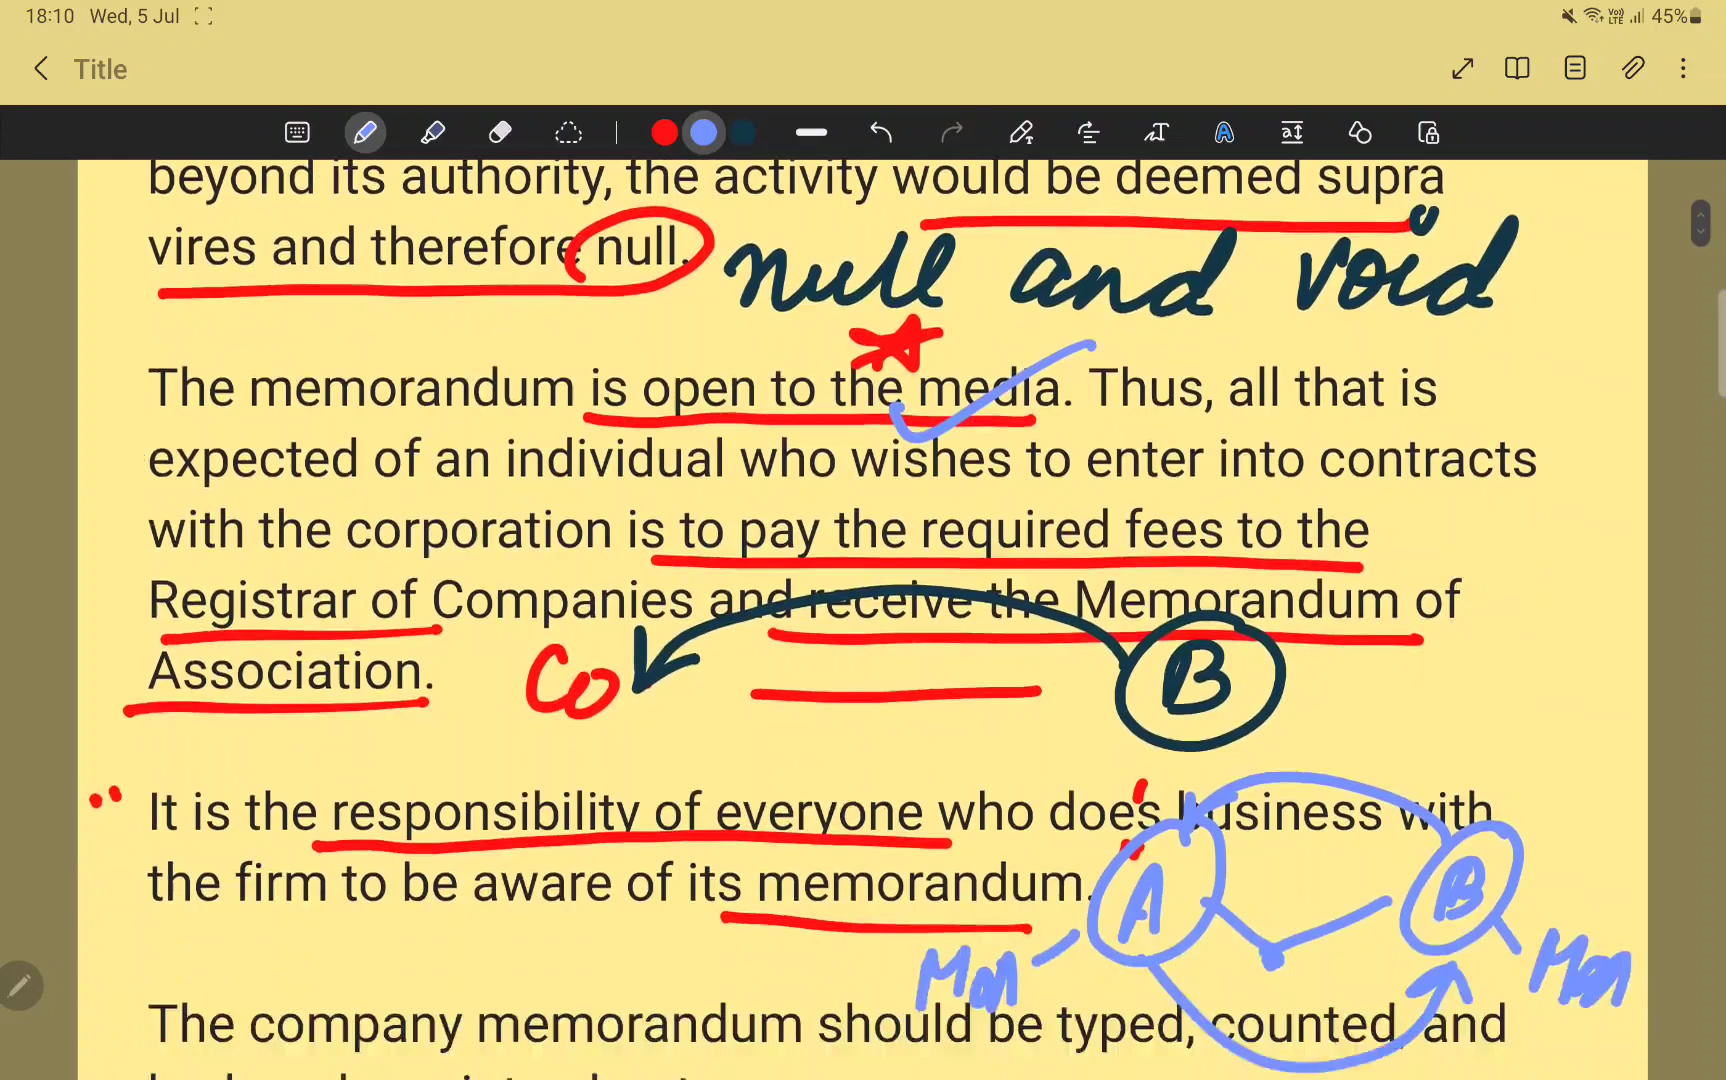 18:10 Wed, 5 Jul 45%
Title
beyond its authority, the activity would be deemed supra
vires and therefore null. null and void
The memorandum is open to the media. Thus, all that is
expected of an individual who wishes to enter into contracts
with the corporation is to pay the required fees to the
Registrar of Companies and receive the Memorandum of
Association. Co B
It is the responsibility of everyone who does business with
the firm to be aware of its memorandum. A B
The company memorandum should be typed, counted, and